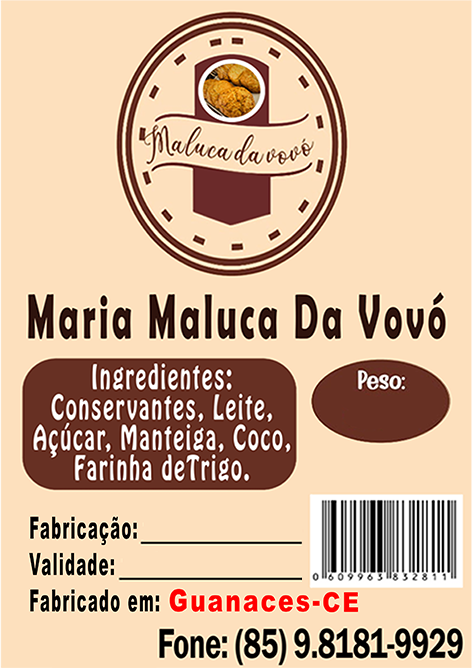 Maluca da vovó
Maria Maluca Da Vovó
Ingredientes:
Conservantes, Leite,
Açúcar, Manteiga, Coco,
Farinha deTrigo.
Peso:
Fabricação:
Validade:
0 609963 832811
Fabricado em: Guanaces-CE
Fone: (85) 9.8181-9929